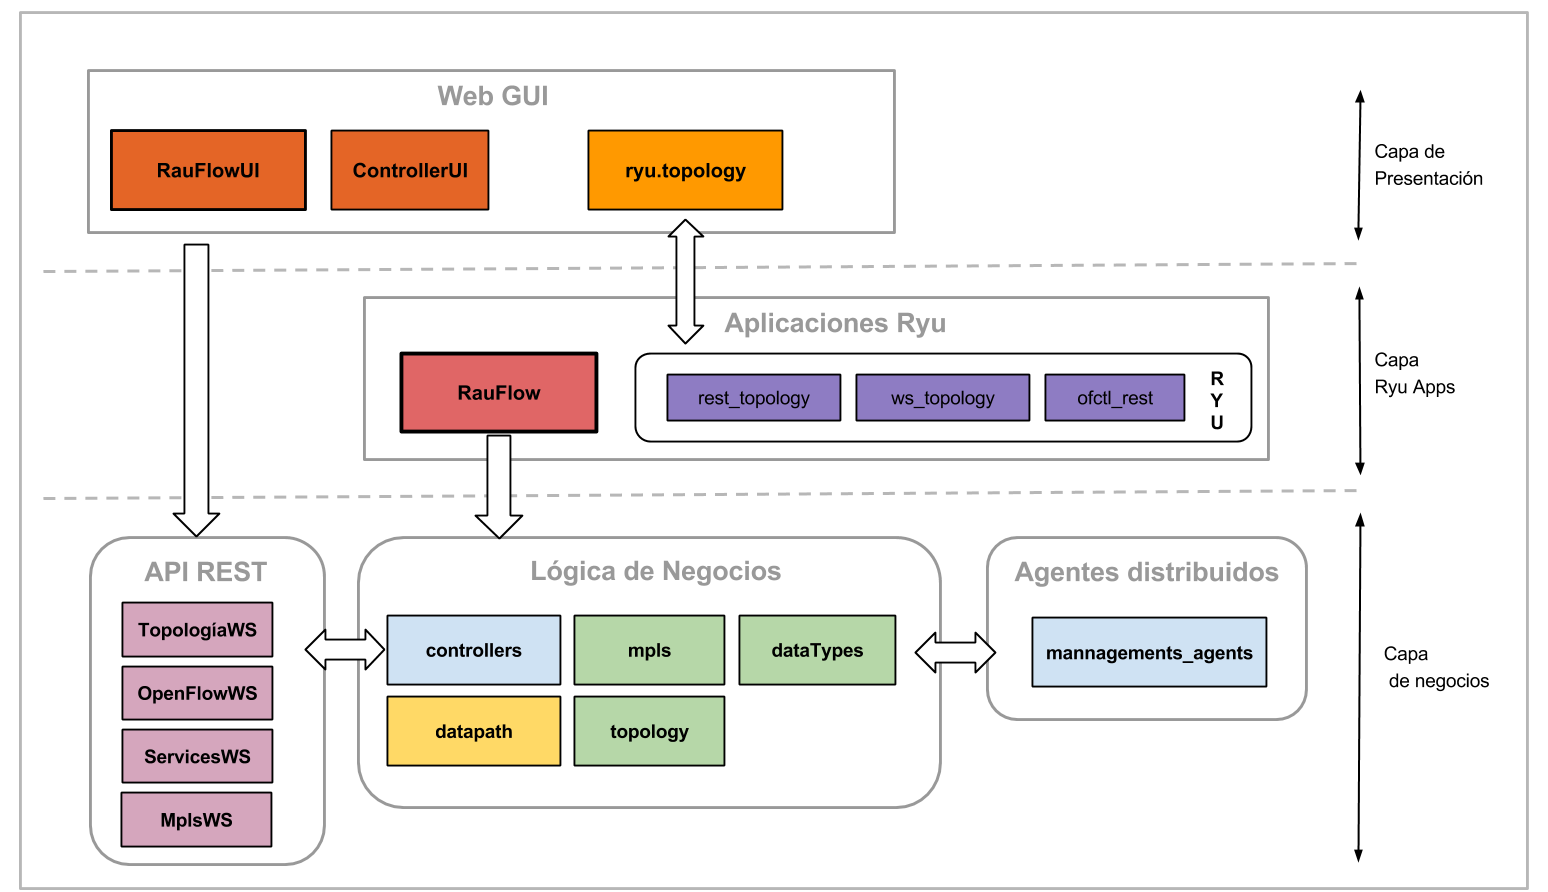 Web GUI
RauFlowUI
ControllerUI
ryu.topology
Capa de
Presentación
Aplicaciones Ryu
RauFlow
rest_topology
ws_topology
ofctl_rest
R
Y
U
Capa
Ryu Apps
API REST
TopologíaWS
OpenFlowWS
ServicesWS
MplsWS
Lógica de Negocios
controllers
mpls
dataTypes
datapath
topology
Agentes distribuidos
mannagements_agents
Capa
de negocios